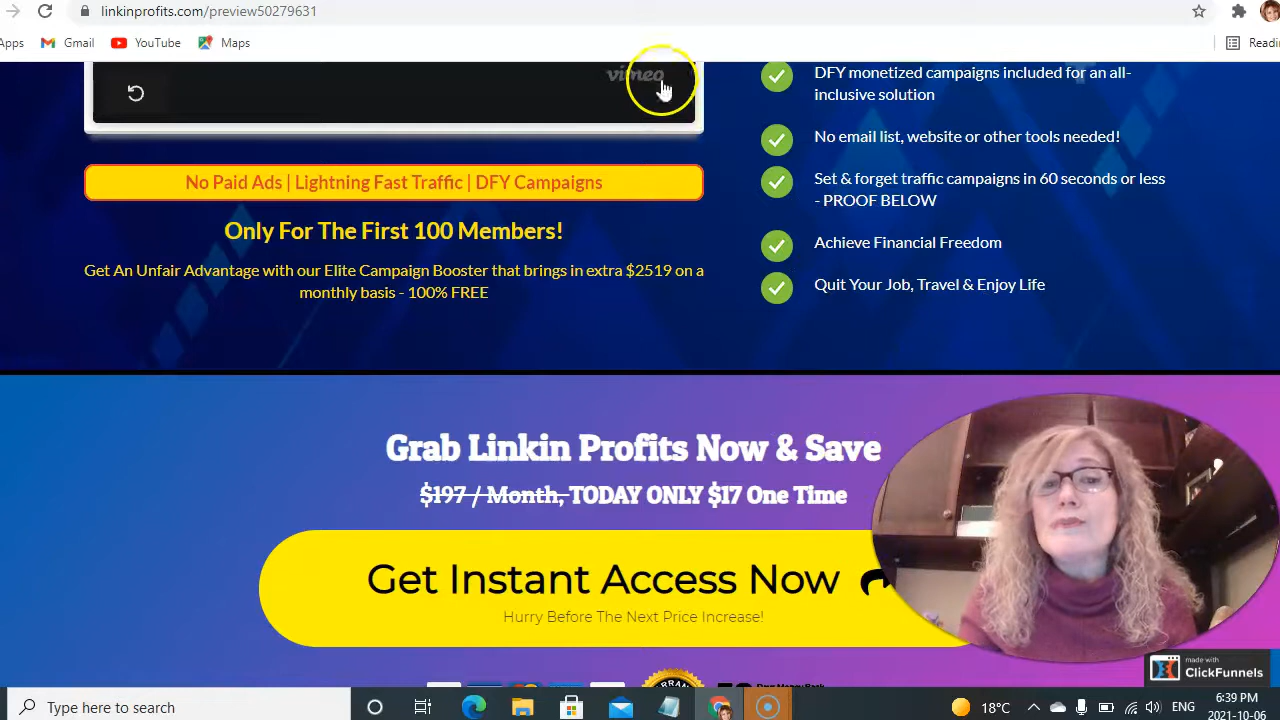 linkinprofits.com/preview50279631
Apps
Gmail
YouTube
Maps
Readi
vimeo
DFY monetized campaigns included for an all-
inclusive solution
No email list, website or other tools needed!
No Paid Ads | Lightning Fast Traffic | DFY Campaigns
Set & forget traffic campaigns in 60 seconds or less
- PROOF BELOW
Only For The First 100 Members!
Achieve Financial Freedom
Get An Unfair Advantage with our Elite Campaign Booster that brings in extra $2519 on a
monthly basis - 100% FREE
Quit Your Job, Travel & Enjoy Life
Grab Linkin Profits Now & Save
$197 / Month, TODAY ONLY $17 One Time
Get Instant Access Now
Hurry Before The Next Price Increase!
made with
ClickFunnels
Type here to search
18°C
ENG
6:39 PM
2021-10-06